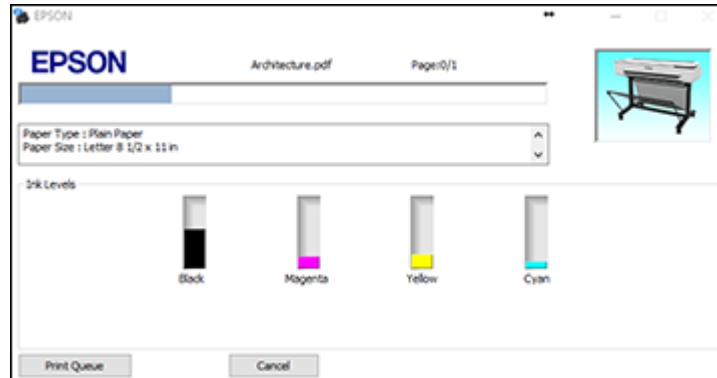 EPSON
EPSON
Architecture.pdf Page:0/1
Paper Type : Plain Paper
Paper Size : Letter 8 1/2 x 11 in
Ink Levels
Black Magenta Yellow Cyan
Print Queue Cancel